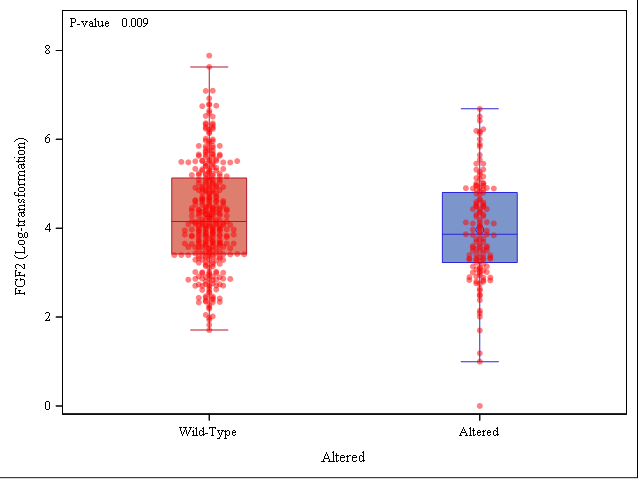 P-value 0.009
FGF2 (Log-transformation)
8
6
4
2
0
Wild-Type Altered
Altered